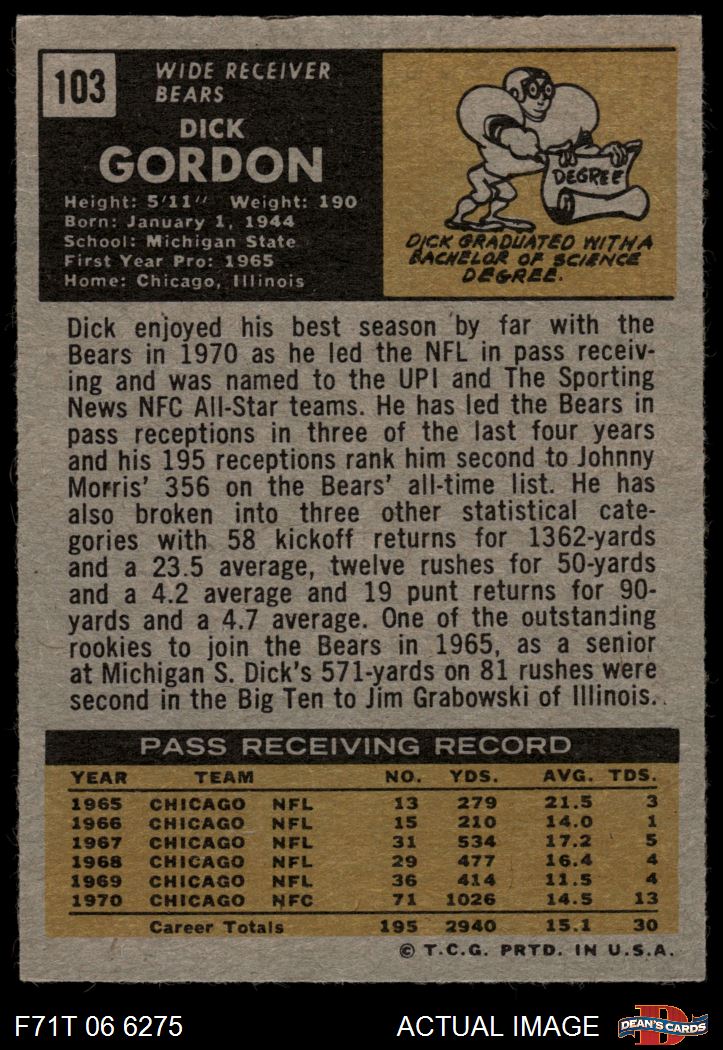 103
WIDE RECEIVER
BEARS
DICK
GORDON
Height: 5'11" Weight: 190
Born: January 1, 1944
School: Michigan State
First Year Pro: 1965
Home: Chicago, Illinois
DEGREE
DICK GRADUATED WITH A
BACHELOR OF SCIENCE
DEGREE.
Dick enjoyed his best season by far with the
Bears in 1970 as he led the NFL in pass receiv-
ing and was named to the UPI and The Sporting
News NFC All-Star teams. He has led the Bears in
pass receptions in three of the last four years
and his 195 receptions rank him second to Johnny
Morris' 356 on the Bears' all-time list. He has
also broken into three other statistical cate-
gories with 58 kickoff returns for 1362-yards
and a 23.5 average, twelve rushes for 50-yards
and a 4.2 average and 19 punt returns for 90-
yards and a 4.7 average. One of the outstanding
rookies to join the Bears in 1965, as a senior
at Michigan S. Dick's 571-yards on 81 rushes were
second in the Big Ten to Jim Grabowski of Illinois.
PASS RECEIVING RECORD
YEAR TEAM NO. YDS. AVG. TDS.
1965 CHICAGO NFL 13 279 21.5 3
1966 CHICAGO NFL 15 210 14.0 1
1967 CHICAGO NFL 31 534 17.2 5
1968 CHICAGO NFL 29 477 16.4 4
1969 CHICAGO NFL 36 414 11.5 4
1970 CHICAGO NFC 71 1026 14.5 13
Career Totals 195 2940 15.1 30
© T.C.G. PRTD. IN U.S.A.
F71T 06 6275
ACTUAL IMAGE
D
DEAN'S CARDS